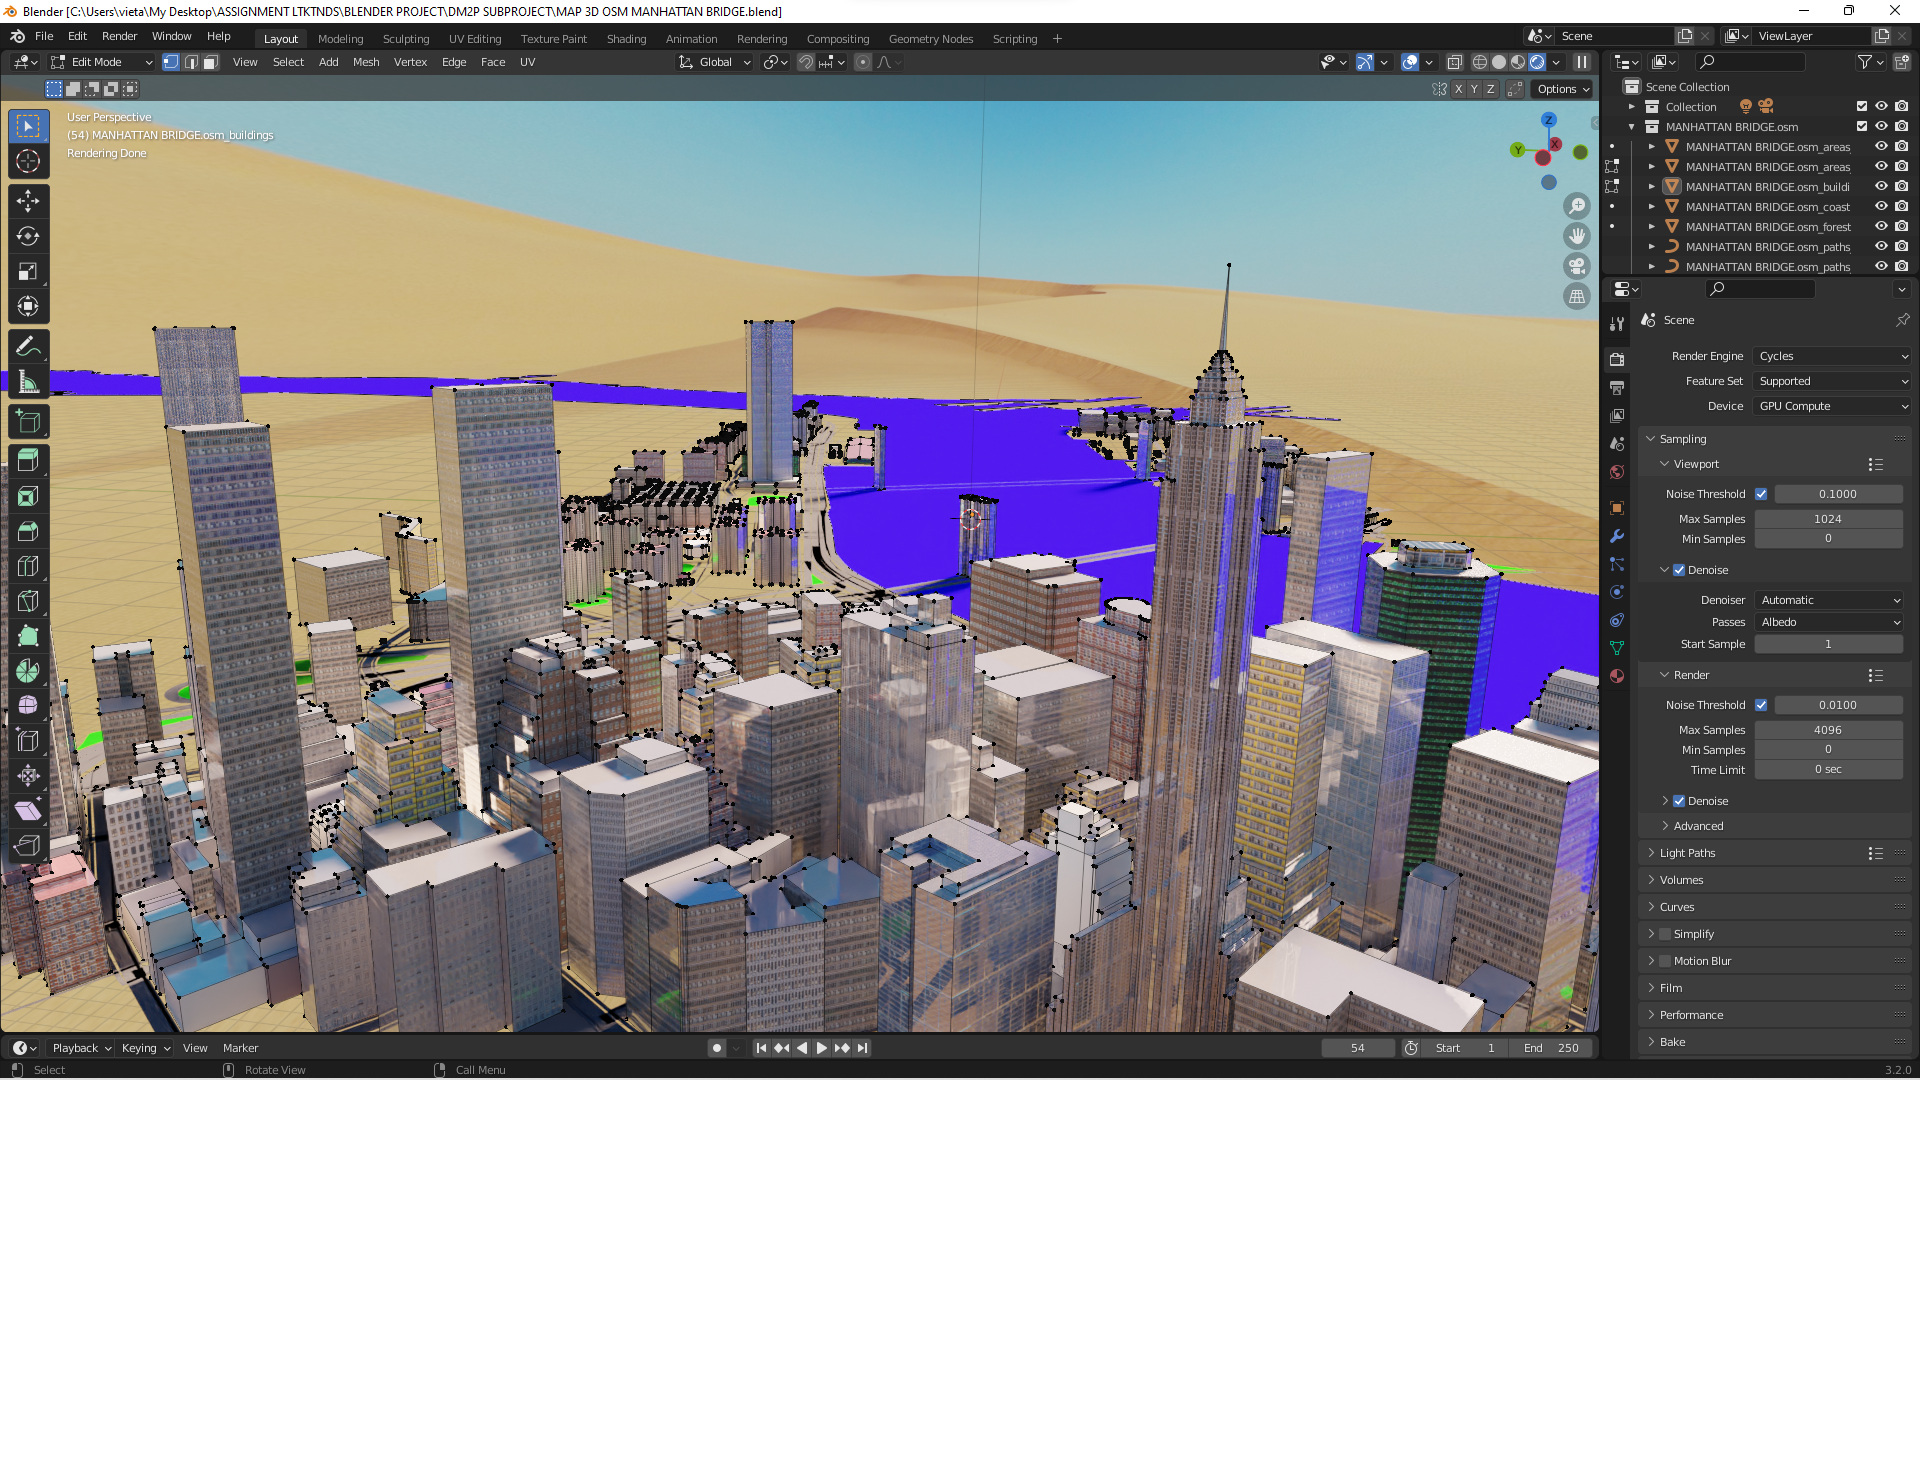 Blender [C:\Users\vieta\My Desktop\ASSIGNMENT LTKTNDS\BLENDER PROJECT\DM2P SUBPROJECT\MAP 3D OSM MANHATTAN BRIDGE.blend]
File Edit Render Window Help Layout Modeling Sculpting UV Editing Texture Paint Shading Animation Rendering Compositing Geometry Nodes Scripting + Scene ViewLayer
Edit Mode View Select Add Mesh Vertex Edge Face UV Global
X Y Z Options
User Perspective
(54) MANHATTAN BRIDGE.osm_buildings
Rendering Done
Z
X
Y
Scene Collection
Collection
MANHATTAN BRIDGE.osm
MANHATTAN BRIDGE.osm_areas
MANHATTAN BRIDGE.osm_areas
MANHATTAN BRIDGE.osm_buildi
MANHATTAN BRIDGE.osm_coast
MANHATTAN BRIDGE.osm_forest
MANHATTAN BRIDGE.osm_paths
MANHATTAN BRIDGE.osm_paths
Scene
Render Engine Cycles
Feature Set Supported
Device GPU Compute
Sampling
Viewport
Noise Threshold 0.1000
Max Samples 1024
Min Samples 0
Denoise
Denoiser Automatic
Passes Albedo
Start Sample 1
Render
Noise Threshold 0.0100
Max Samples 4096
Min Samples 0
Time Limit 0 sec
Denoise
Advanced
Light Paths
Volumes
Curves
Simplify
Motion Blur
Film
Performance
Bake
Playback Keying View Marker 54 Start 1 End 250
Select Rotate View Call Menu 3.2.0